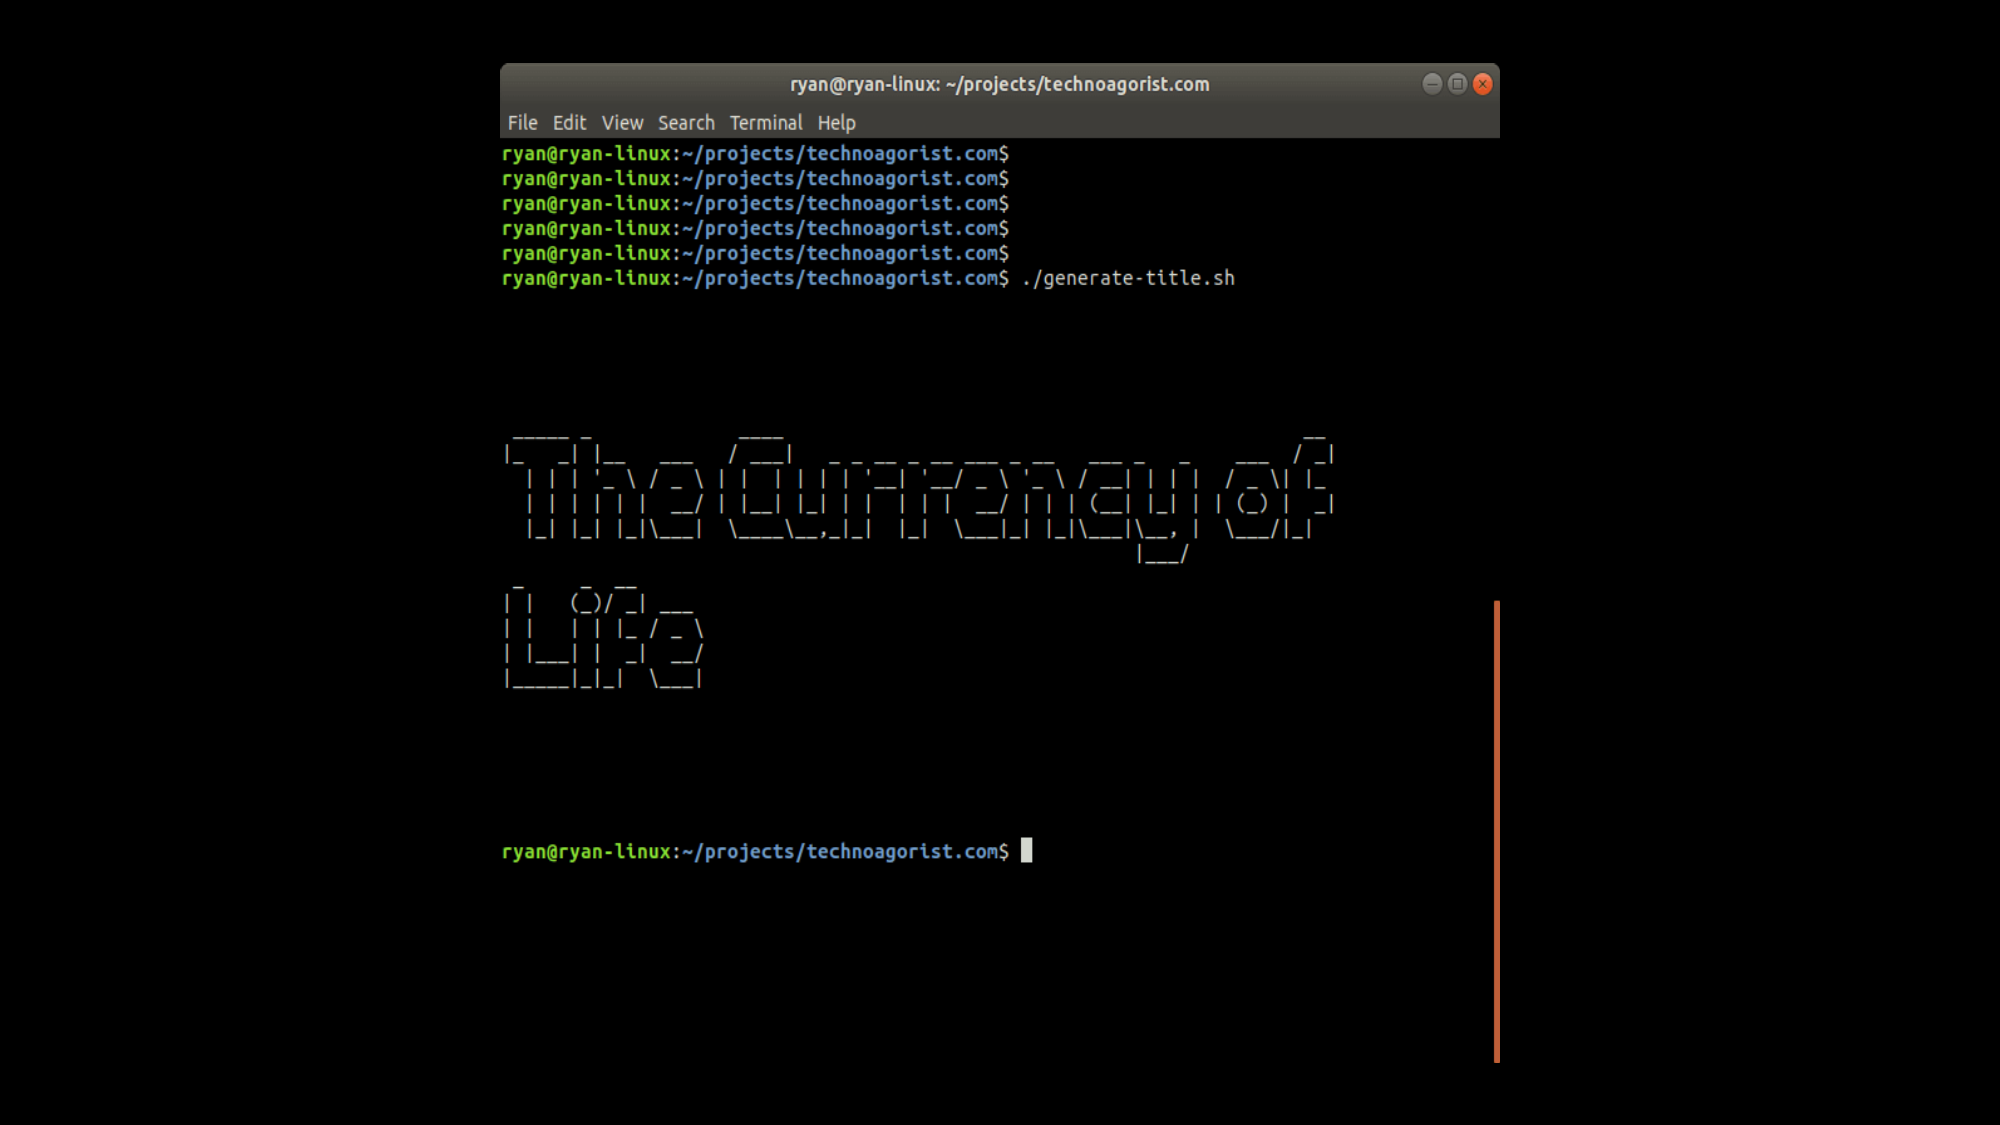 ryan@ryan-linux: ~/projects/technoagorist.com
File Edit View Search Terminal Help
ryan@ryan-linux:~/projects/technoagorist.com$
ryan@ryan-linux:~/projects/technoagorist.com$
ryan@ryan-linux:~/projects/technoagorist.com$
ryan@ryan-linux:~/projects/technoagorist.com$
ryan@ryan-linux:~/projects/technoagorist.com$
ryan@ryan-linux:~/projects/technoagorist.com$ ./generate-title.sh
The Currency of
Life
ryan@ryan-linux:~/projects/technoagorist.com$